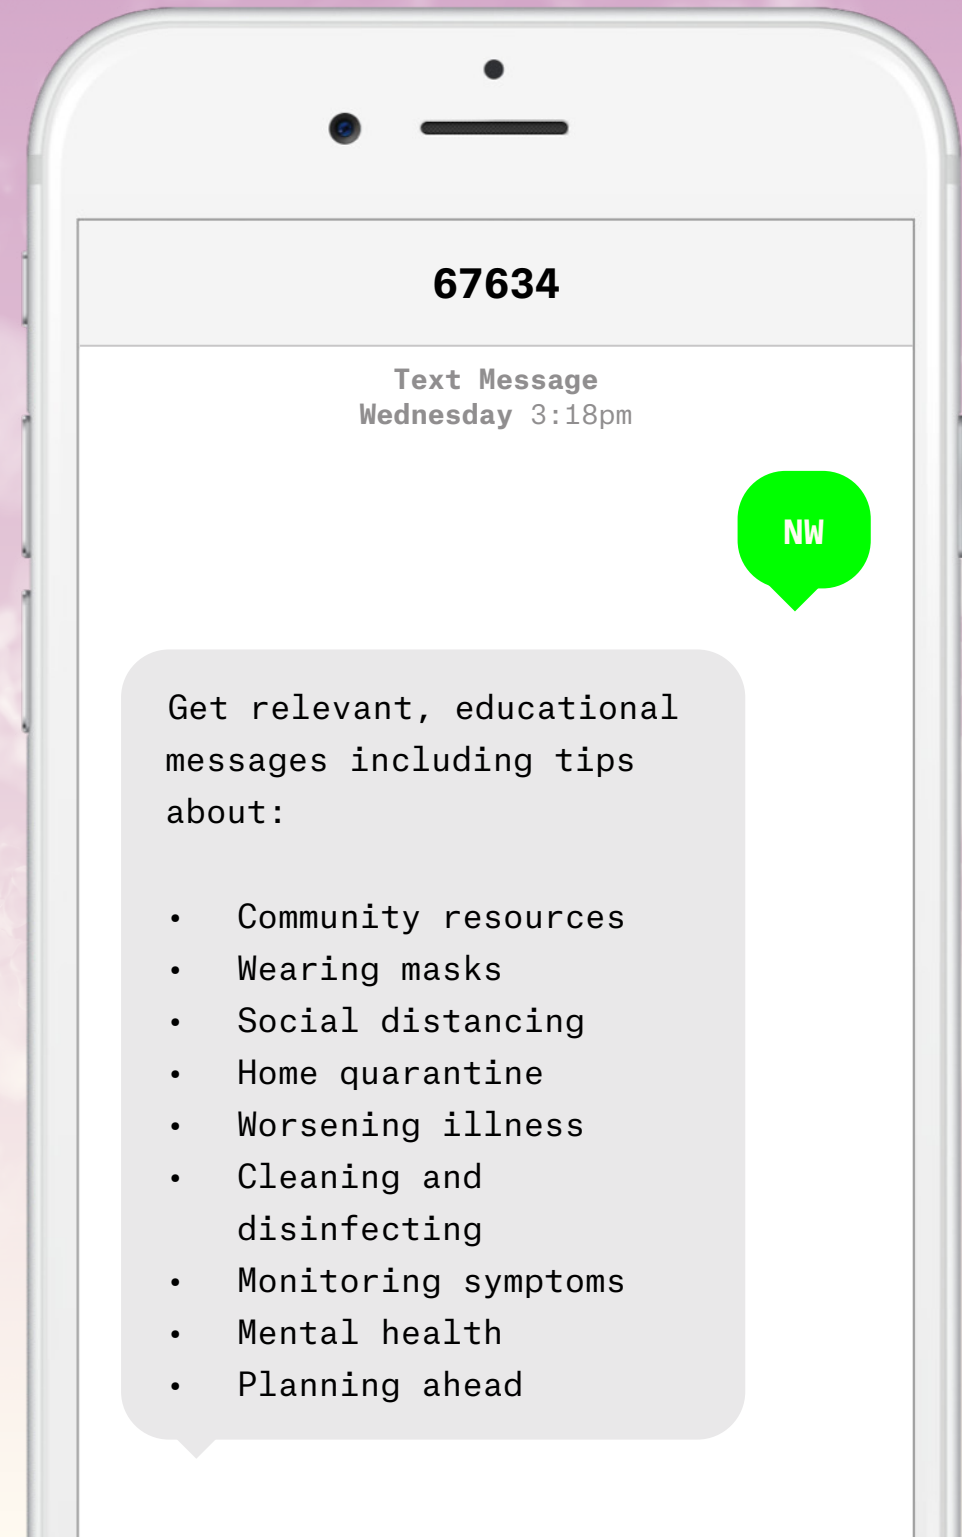 67634
Text Message
Wednesday 3:18pm
NW
Get relevant, educational
messages including tips
about:
• Community resources
• Wearing masks
• Social distancing
• Home quarantine
• Worsening illness
• Cleaning and
disinfecting
• Monitoring symptoms
• Mental health
• Planning ahead